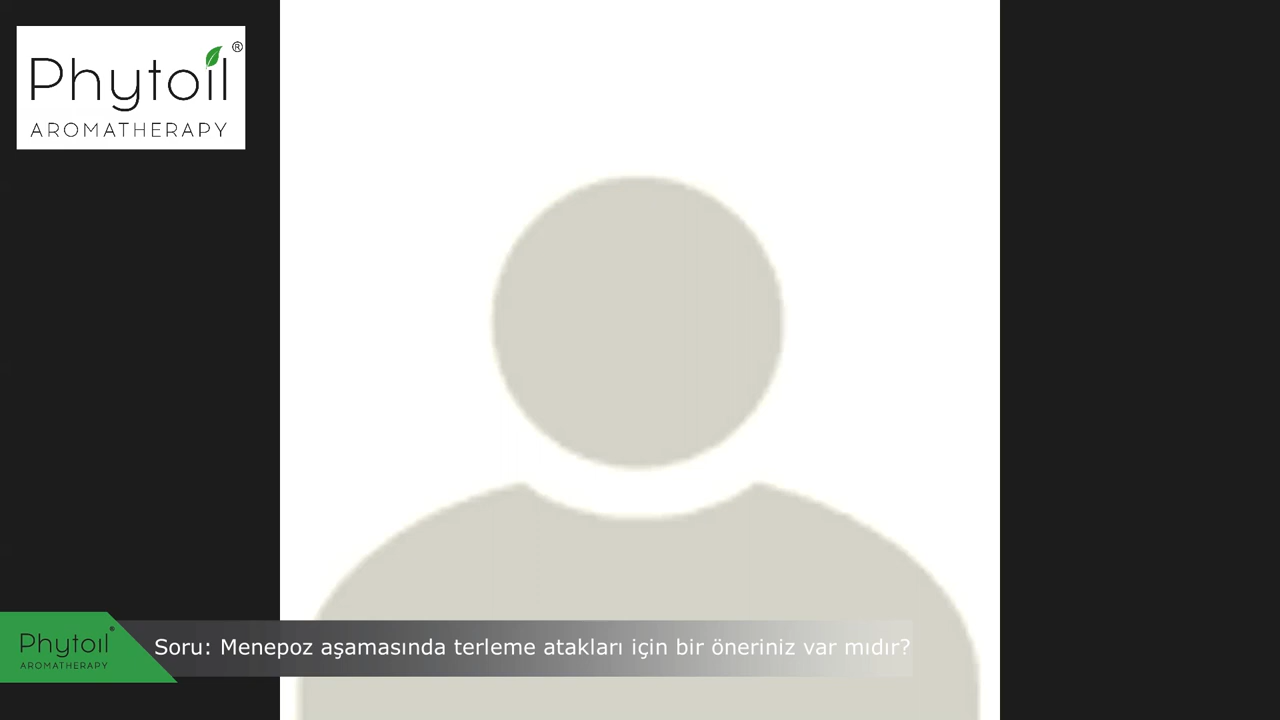 Phytoil®
AROMATHERAPY
Phytoil®
AROMATHERAPY
Soru: Menepoz aşamasında terleme atakları için bir öneriniz var mıdır?